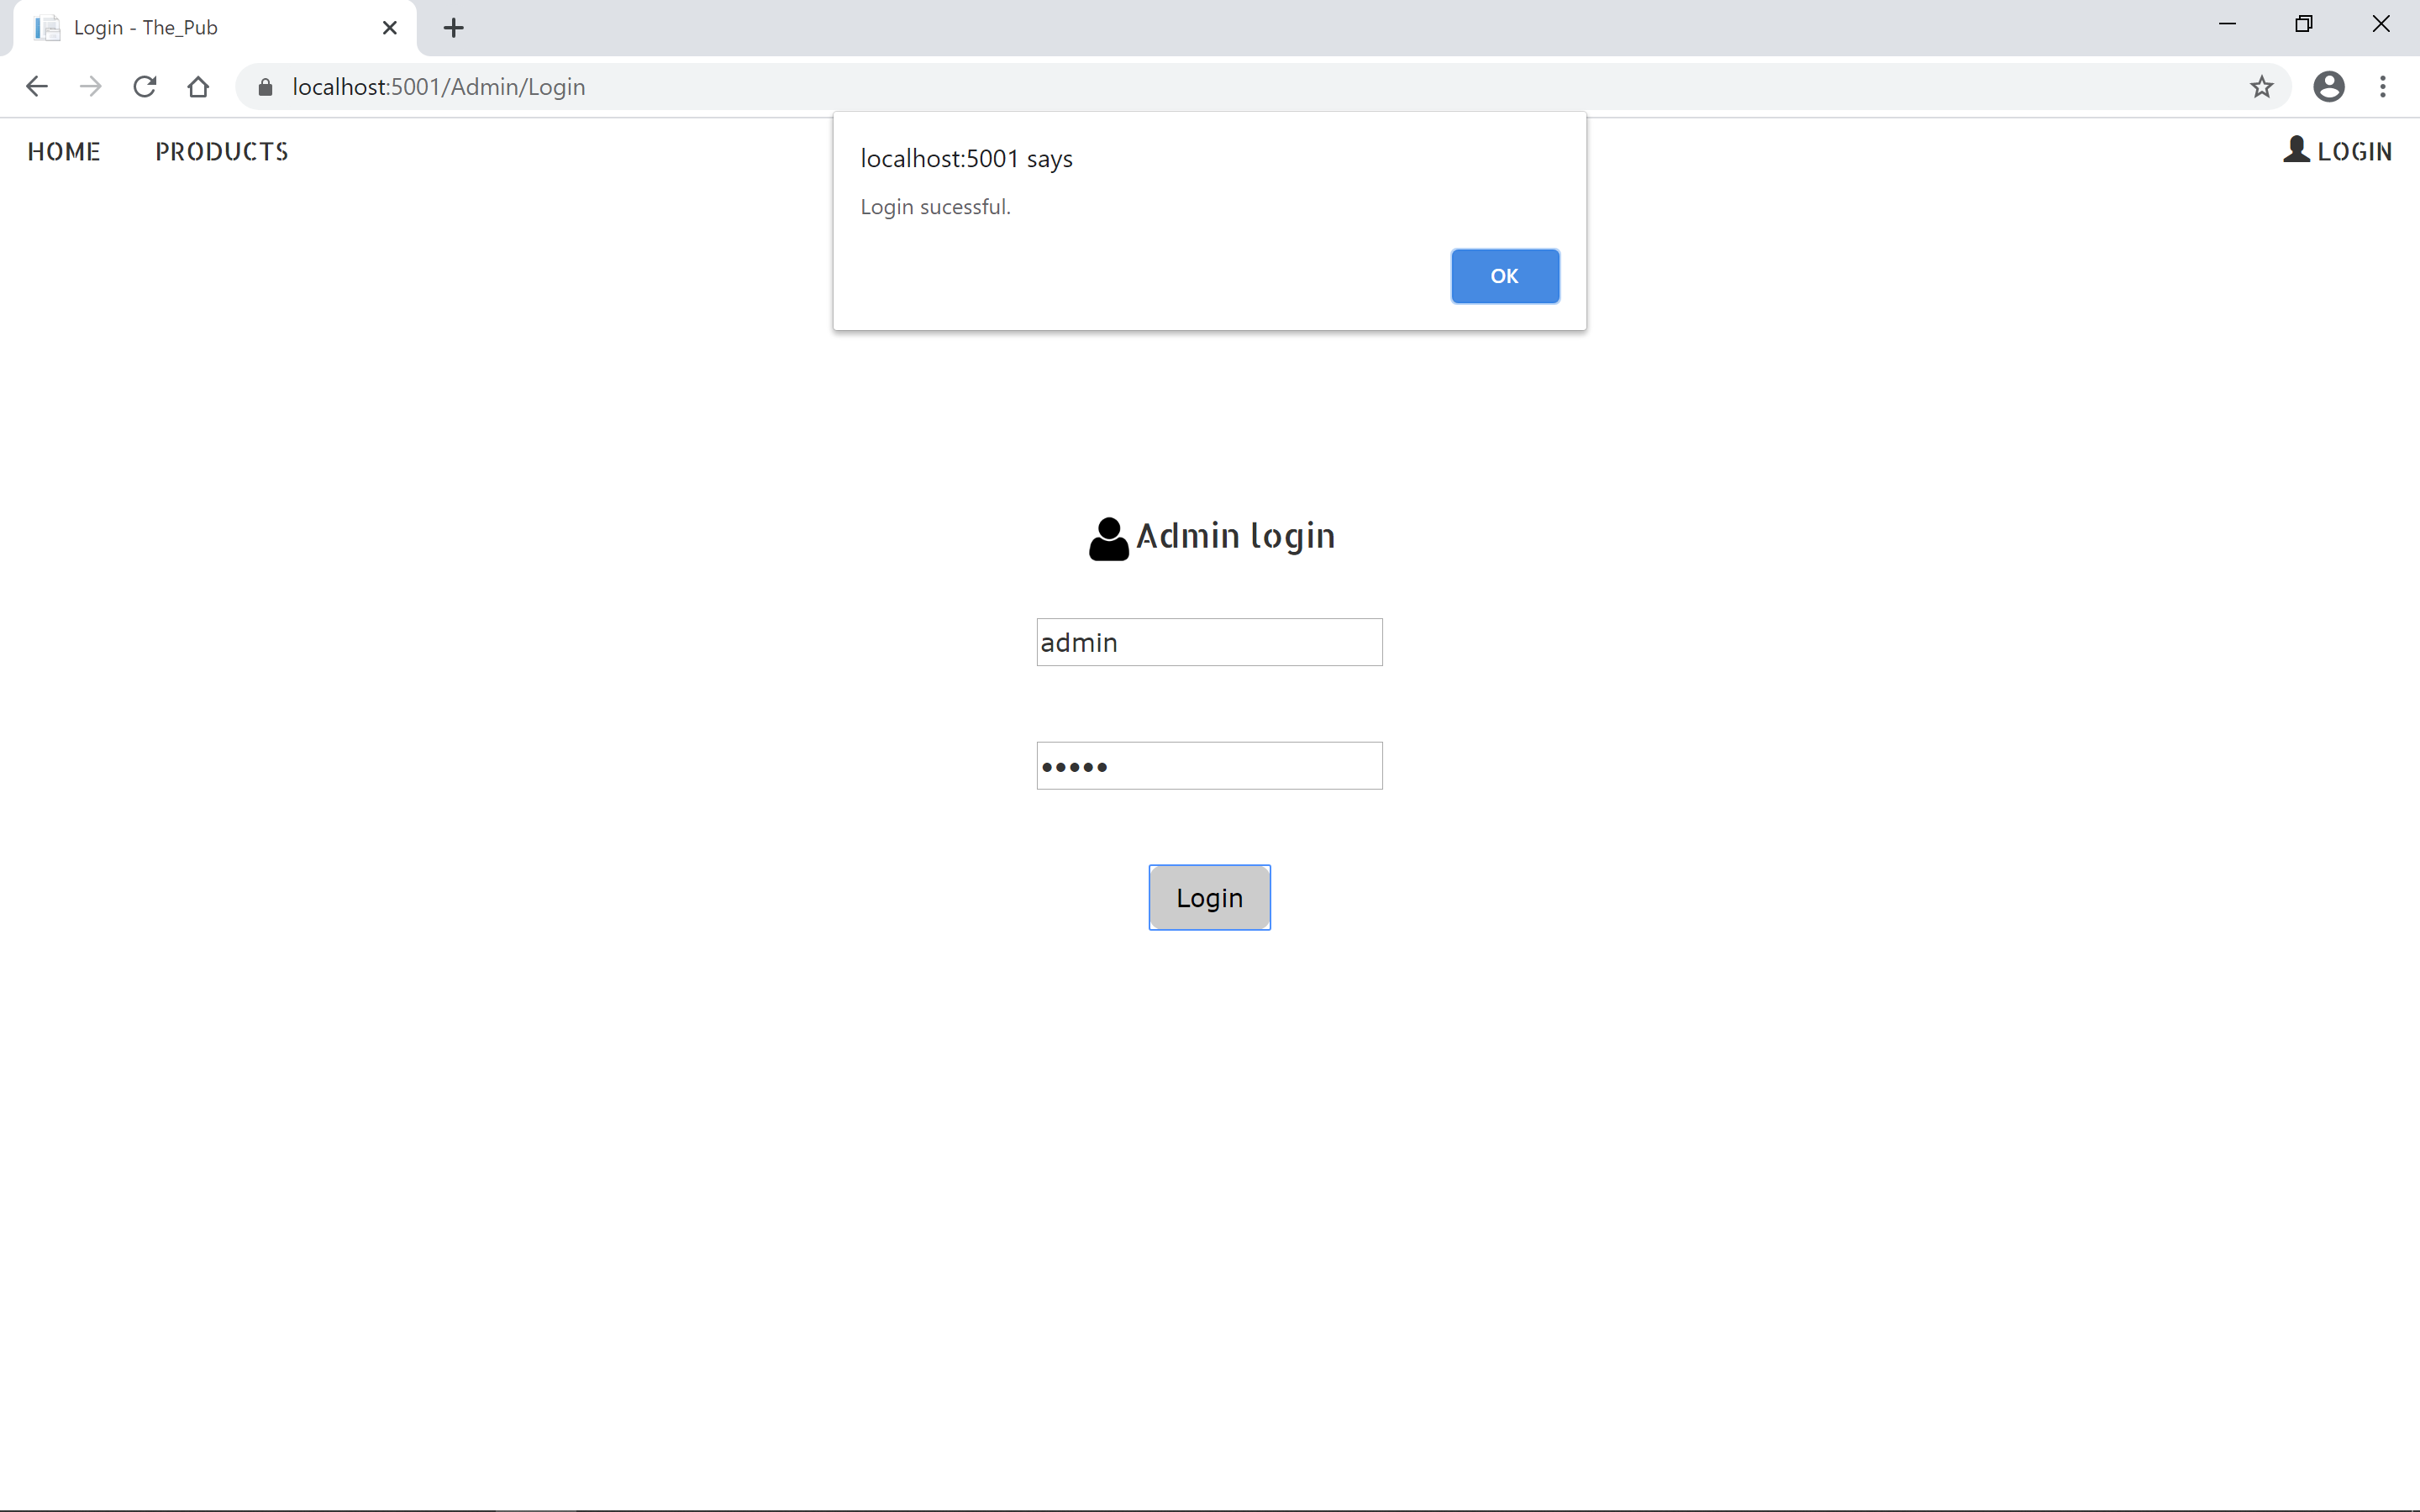 Login - The_Pub
localhost:5001/Admin/Login
HOME PRODUCTS LOGIN
localhost:5001 says
Login sucessful.
OK
Admin login
admin
•••••
Login